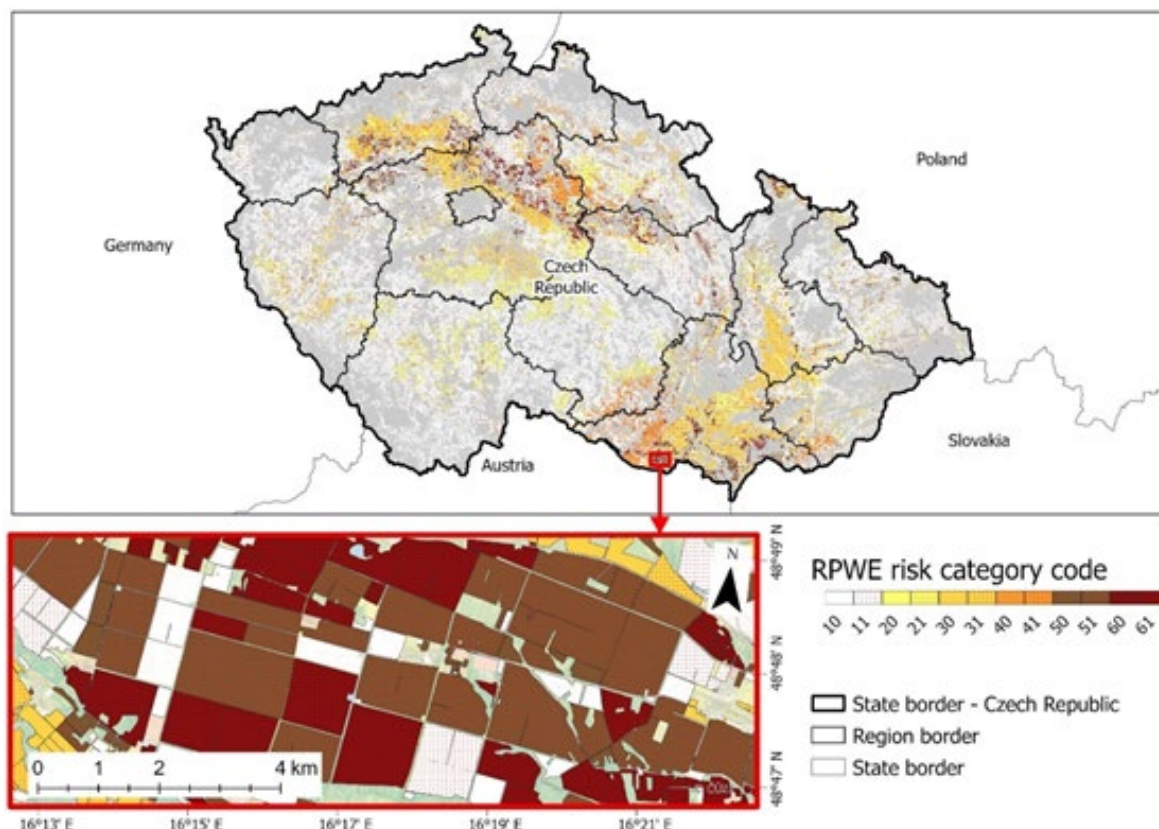 Poland
Germany
Czech
Republic
Slovakia
Austria
N
48°49' N
48°48' N
48°47' N
0 1 2 4 km
16°13' E 16°15' E 16°17' E 16°19' E 16°21' E
RPWE risk category code
10 11 20 21 30 31 40 41 50 51 60 61
State border - Czech Republic
Region border
State border